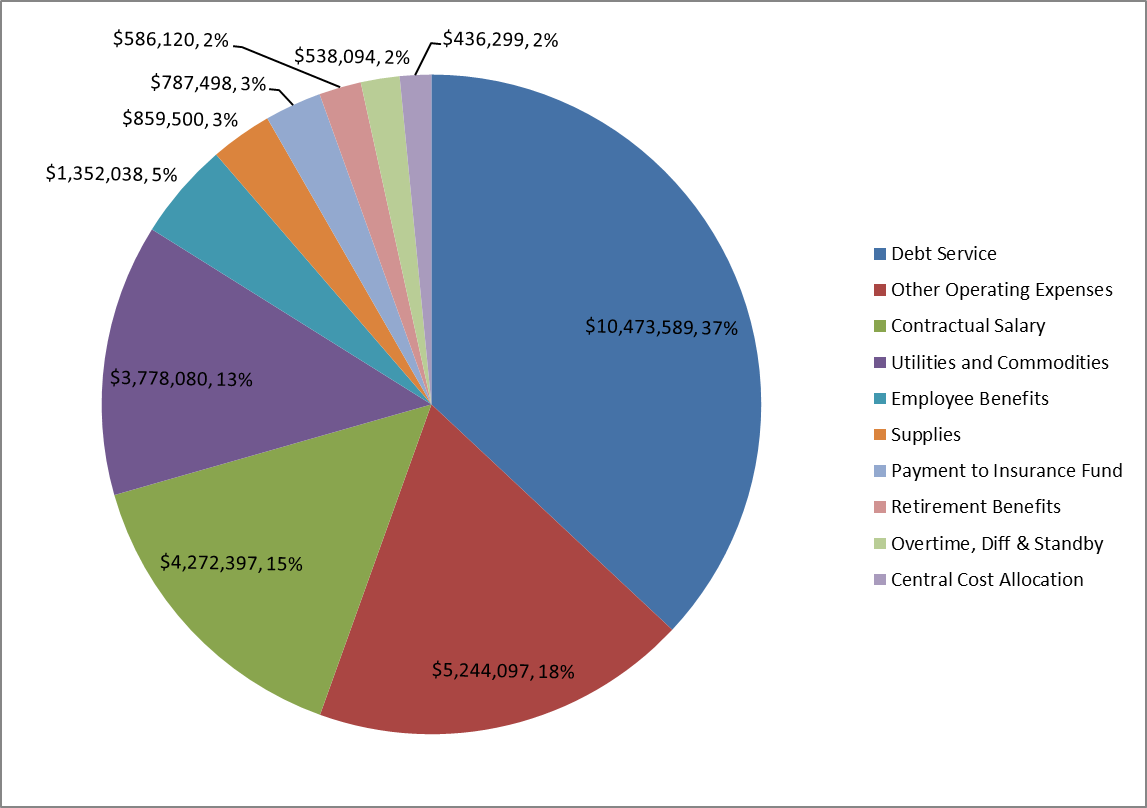 $436,299, 2%
$586,120, 2%
$538,094, 2%
$787,498, 3%
$859,500, 3%
$1,352,038, 5%
$10,473,589, 37%
$3,778,080, 13%
$4,272,397, 15%
$5,244,097, 18%
Debt Service
Other Operating Expenses
Contractual Salary
Utilities and Commodities
Employee Benefits
Supplies
Payment to Insurance Fund
Retirement Benefits
Overtime, Diff & Standby
Central Cost Allocation